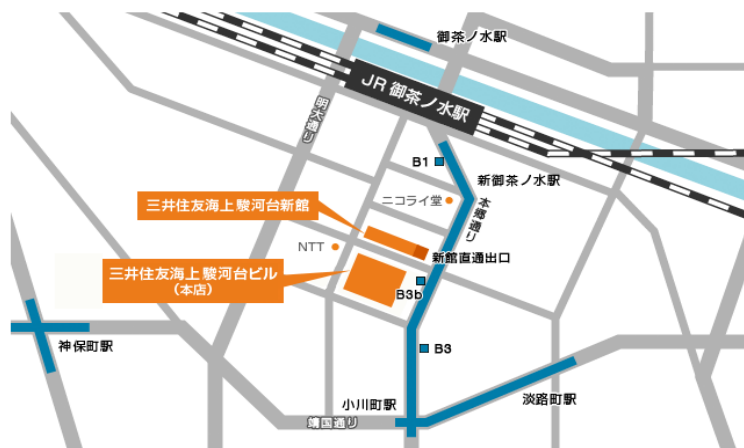 御茶ノ水駅
JR 御茶ノ水駅
明大通り
B1
新御茶ノ水駅
ニコライ堂
本郷通り
三井住友海上駿河台新館
NTT
新館直通出口
三井住友海上駿河台ビル
（本店）
B3b
神保町駅
B3
小川町駅
淡路町駅
靖国通り